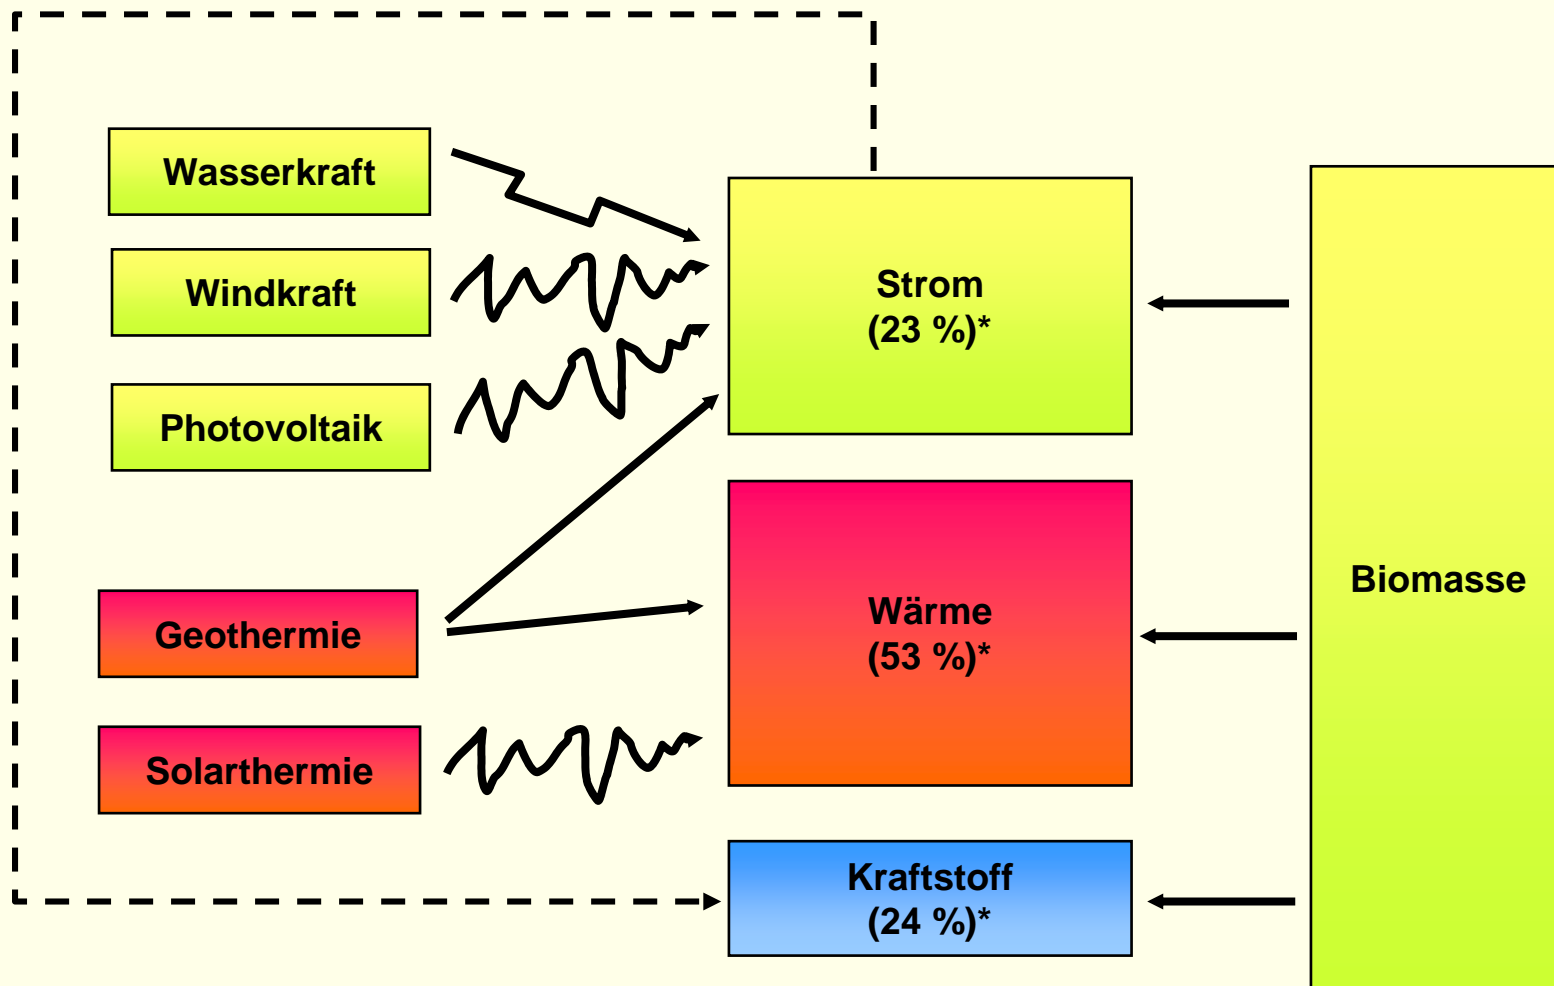 Wasserkraft
Windkraft
Photovoltaik
Geothermie
Solarthermie
Strom
(23 %)*
Wärme
(53 %)*
Kraftstoff
(24 %)*
Biomasse